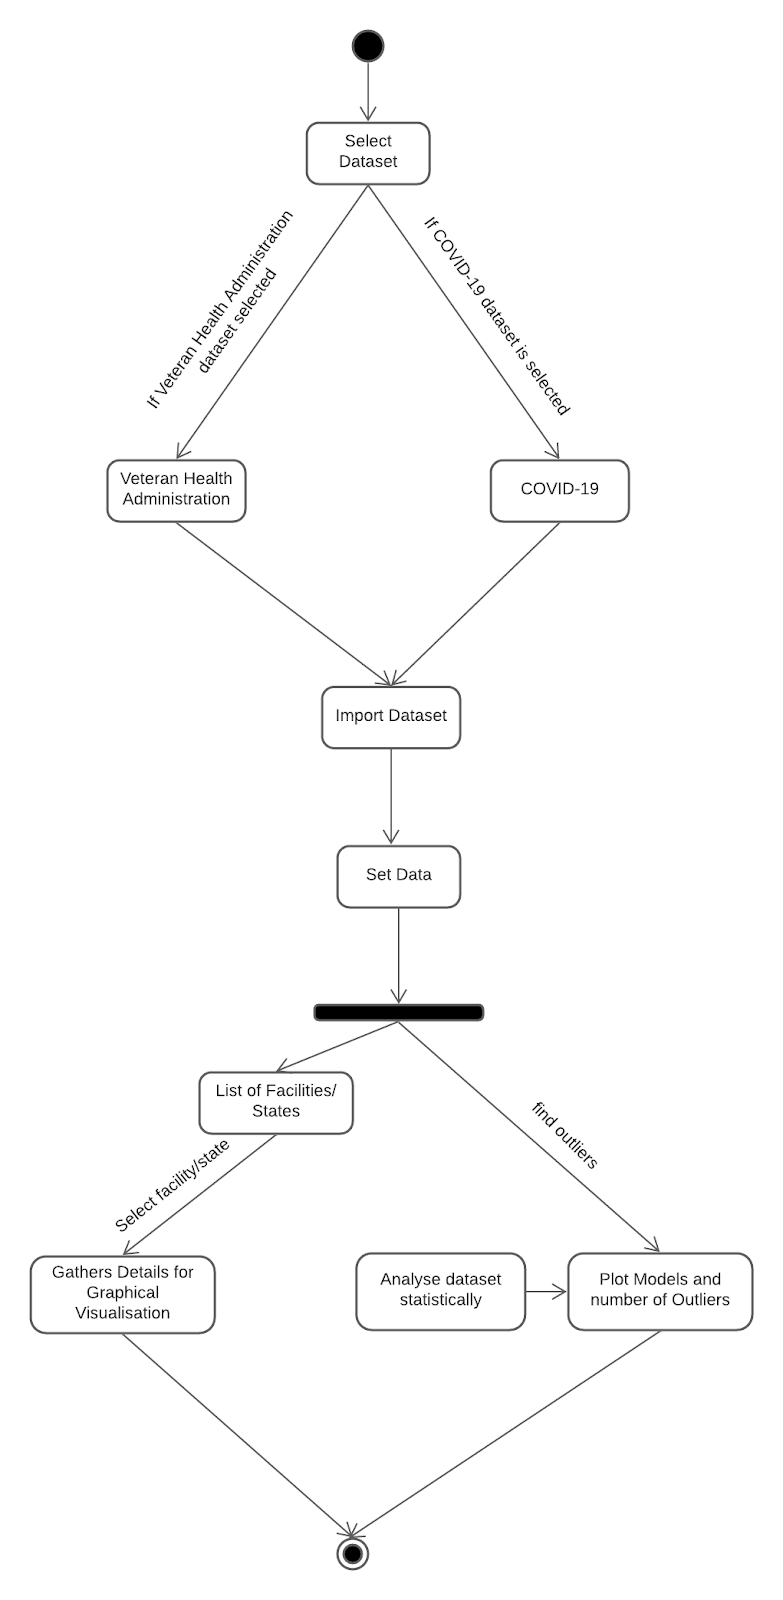 Select
Dataset
If Veteran Health Administration
dataset selected
If COVID-19 dataset is selected
Veteran Health
Administration
COVID-19
Import Dataset
Set Data
List of Facilities/
States
find outliers
Select facility/state
Gathers Details for
Graphical
Visualisation
Analyse dataset
statistically
Plot Models and
number of Outliers